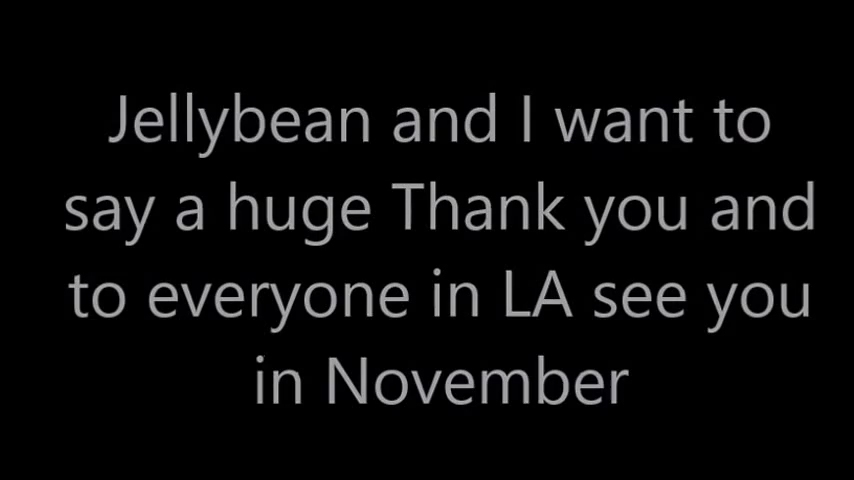 Jellybean and I want to
say a huge Thank you and
to everyone in LA see you
in November